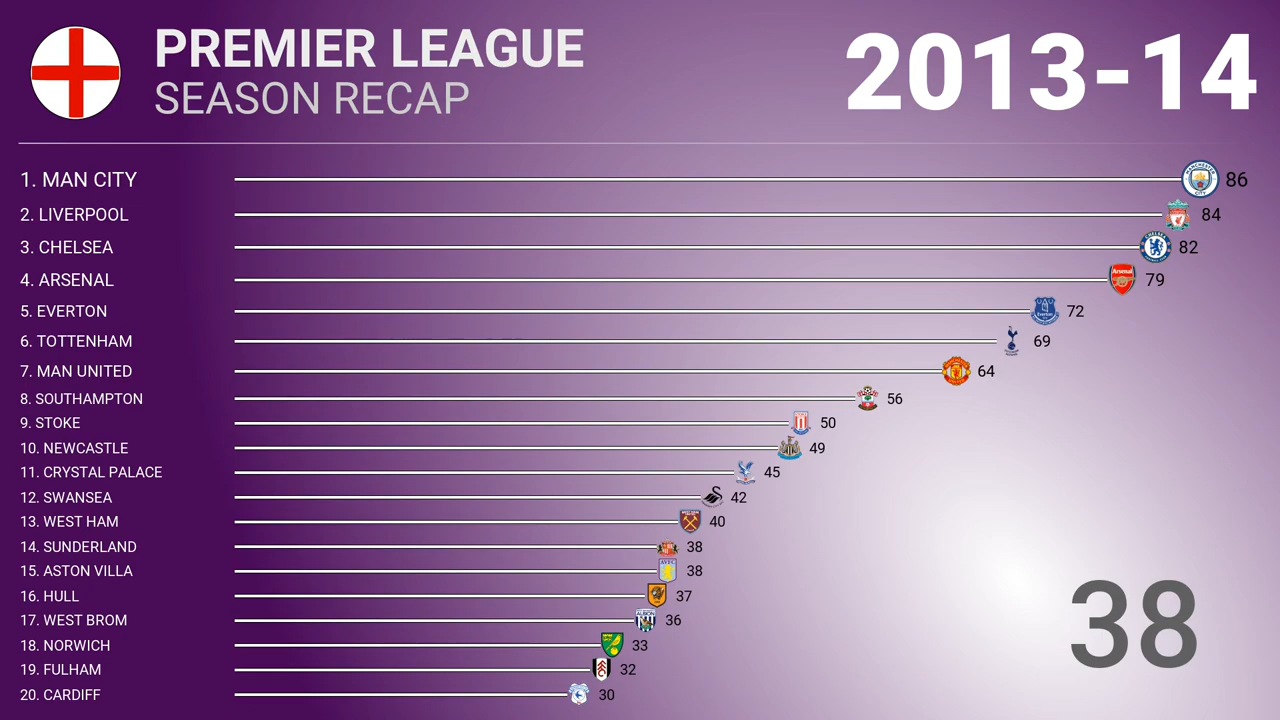 PREMIER LEAGUE
SEASON RECAP
2013-14
1. MAN CITY 86
2. LIVERPOOL 84
3. CHELSEA 82
4. ARSENAL 79
5. EVERTON 72
6. TOTTENHAM 69
7. MAN UNITED 64
8. SOUTHAMPTON 56
9. STOKE 50
10. NEWCASTLE 49
11. CRYSTAL PALACE 45
12. SWANSEA 42
13. WEST HAM 40
14. SUNDERLAND 38
15. ASTON VILLA 38
16. HULL 37
17. WEST BROM 36
18. NORWICH 33
19. FULHAM 32
20. CARDIFF 30
38